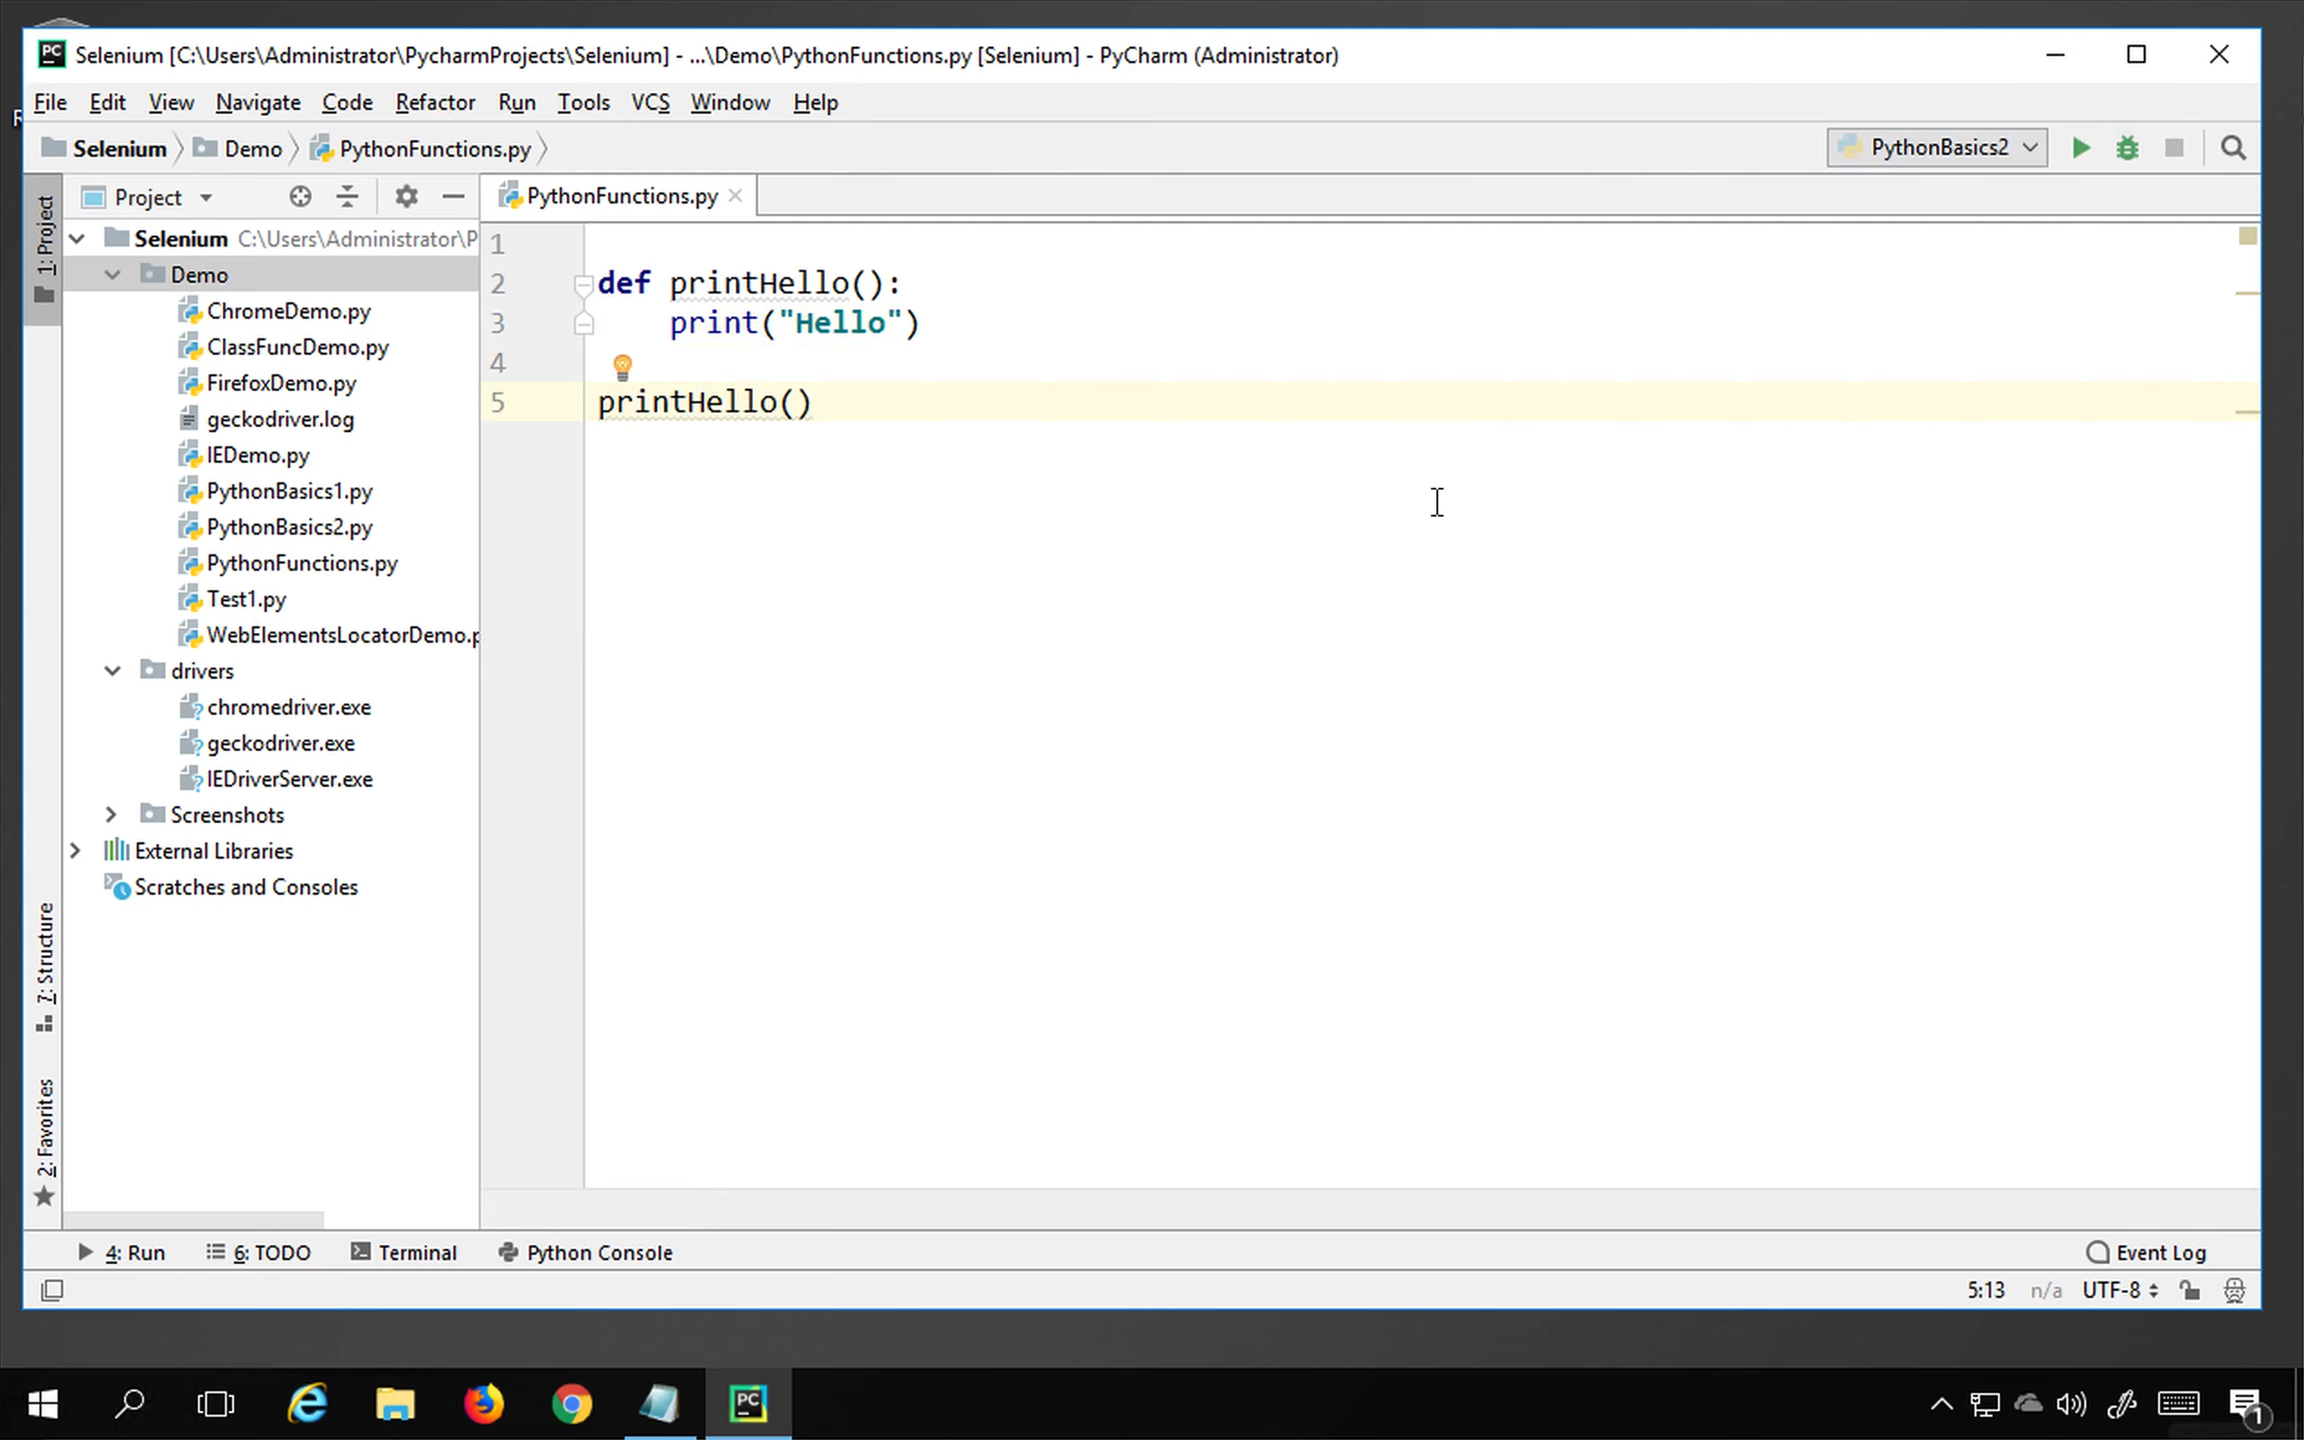 Selenium [C:\Users\Administrator\PycharmProjects\Selenium] - ...\Demo\PythonFunctions.py [Selenium] - PyCharm (Administrator)
File Edit View Navigate Code Refactor Run Tools VCS Window Help
Selenium Demo PythonFunctions.py PythonBasics2
1: Project
Project
PythonFunctions.py
Selenium C:\Users\Administrator\P
Demo
ChromeDemo.py
ClassFuncDemo.py
FirefoxDemo.py
geckodriver.log
IEDemo.py
PythonBasics1.py
PythonBasics2.py
PythonFunctions.py
Test1.py
WebElementsLocatorDemo.p
drivers
chromedriver.exe
geckodriver.exe
IEDriverServer.exe
Screenshots
External Libraries
Scratches and Consoles
7: Structure
2: Favorites
1
2 def printHello():
3 print("Hello")
4
5 printHello()
4: Run 6: TODO Terminal Python Console Event Log
5:13 n/a UTF-8
PC
1